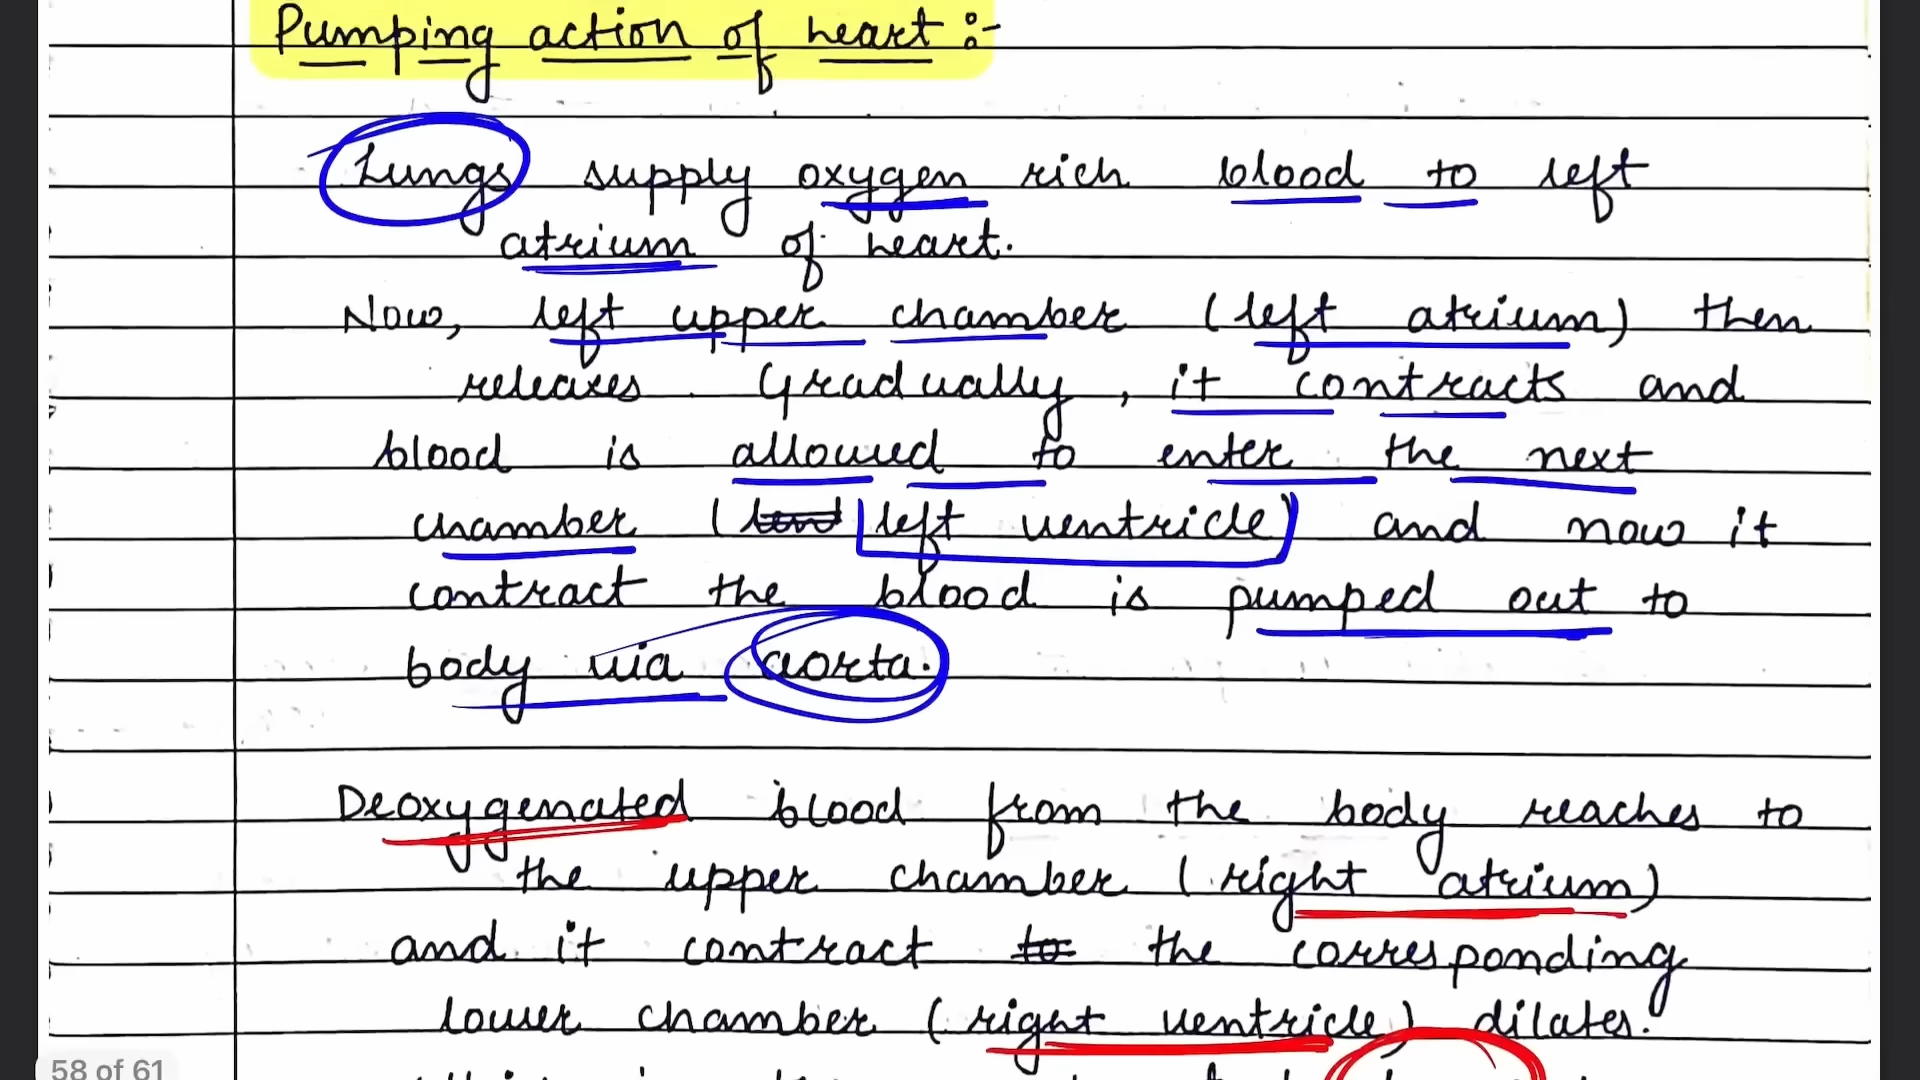 Pumping action of heart :-
Lungs supply oxygen rich blood to left
atrium of heart.
Now, left upper chamber (left atrium) then
relaxes. Gradually, it contracts and
blood is allowed to enter the next
chamber (left ventricle) and now it
contract the blood is pumped out to
body via aorta.
Deoxygenated blood from the body reaches to
the upper chamber (right atrium)
and it contract to the corresponding
lower chamber (right ventricle) dilates.
58 of 61